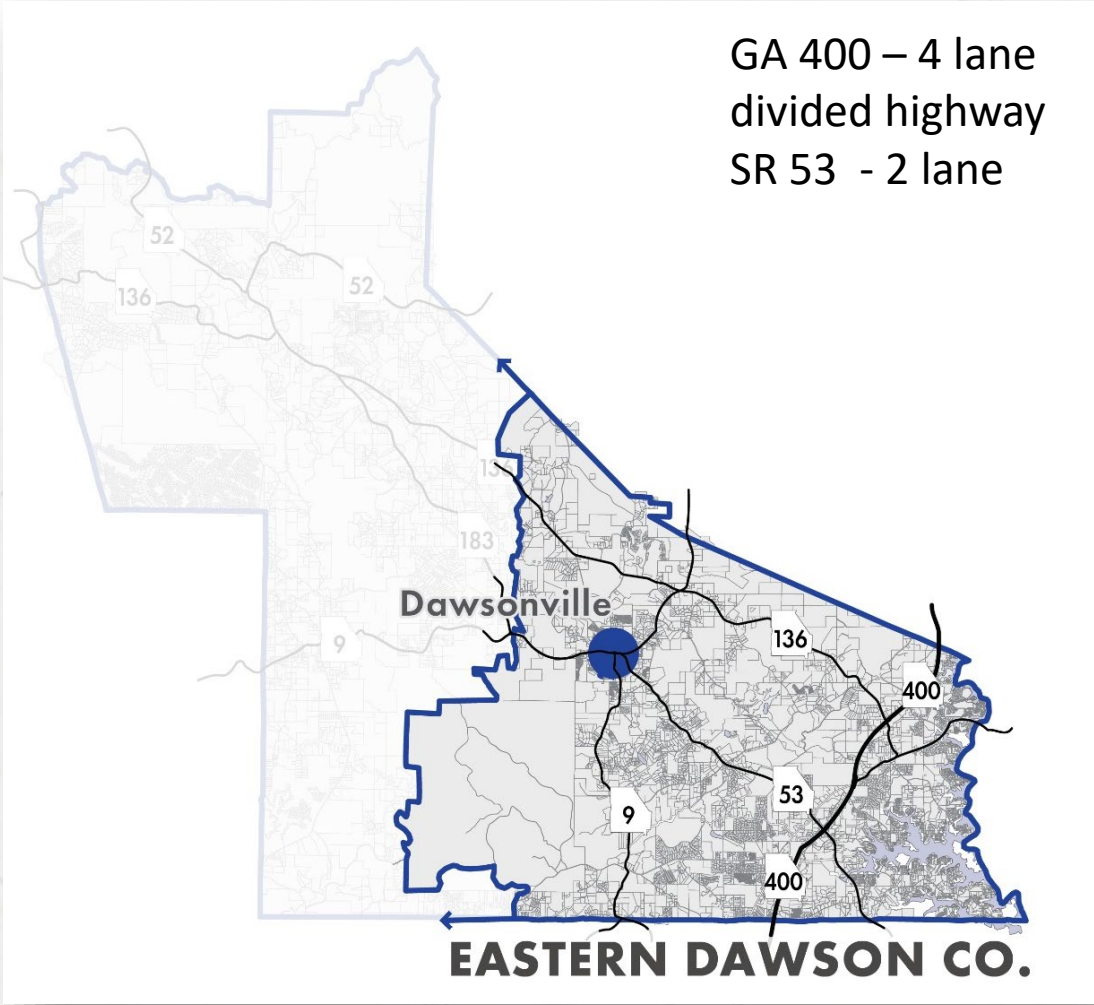 GA 400 – 4 lane
divided highway
SR 53  - 2 lane
52
52
136
136
183
Dawsonville
9
136
400
53
9
400
EASTERN DAWSON CO.